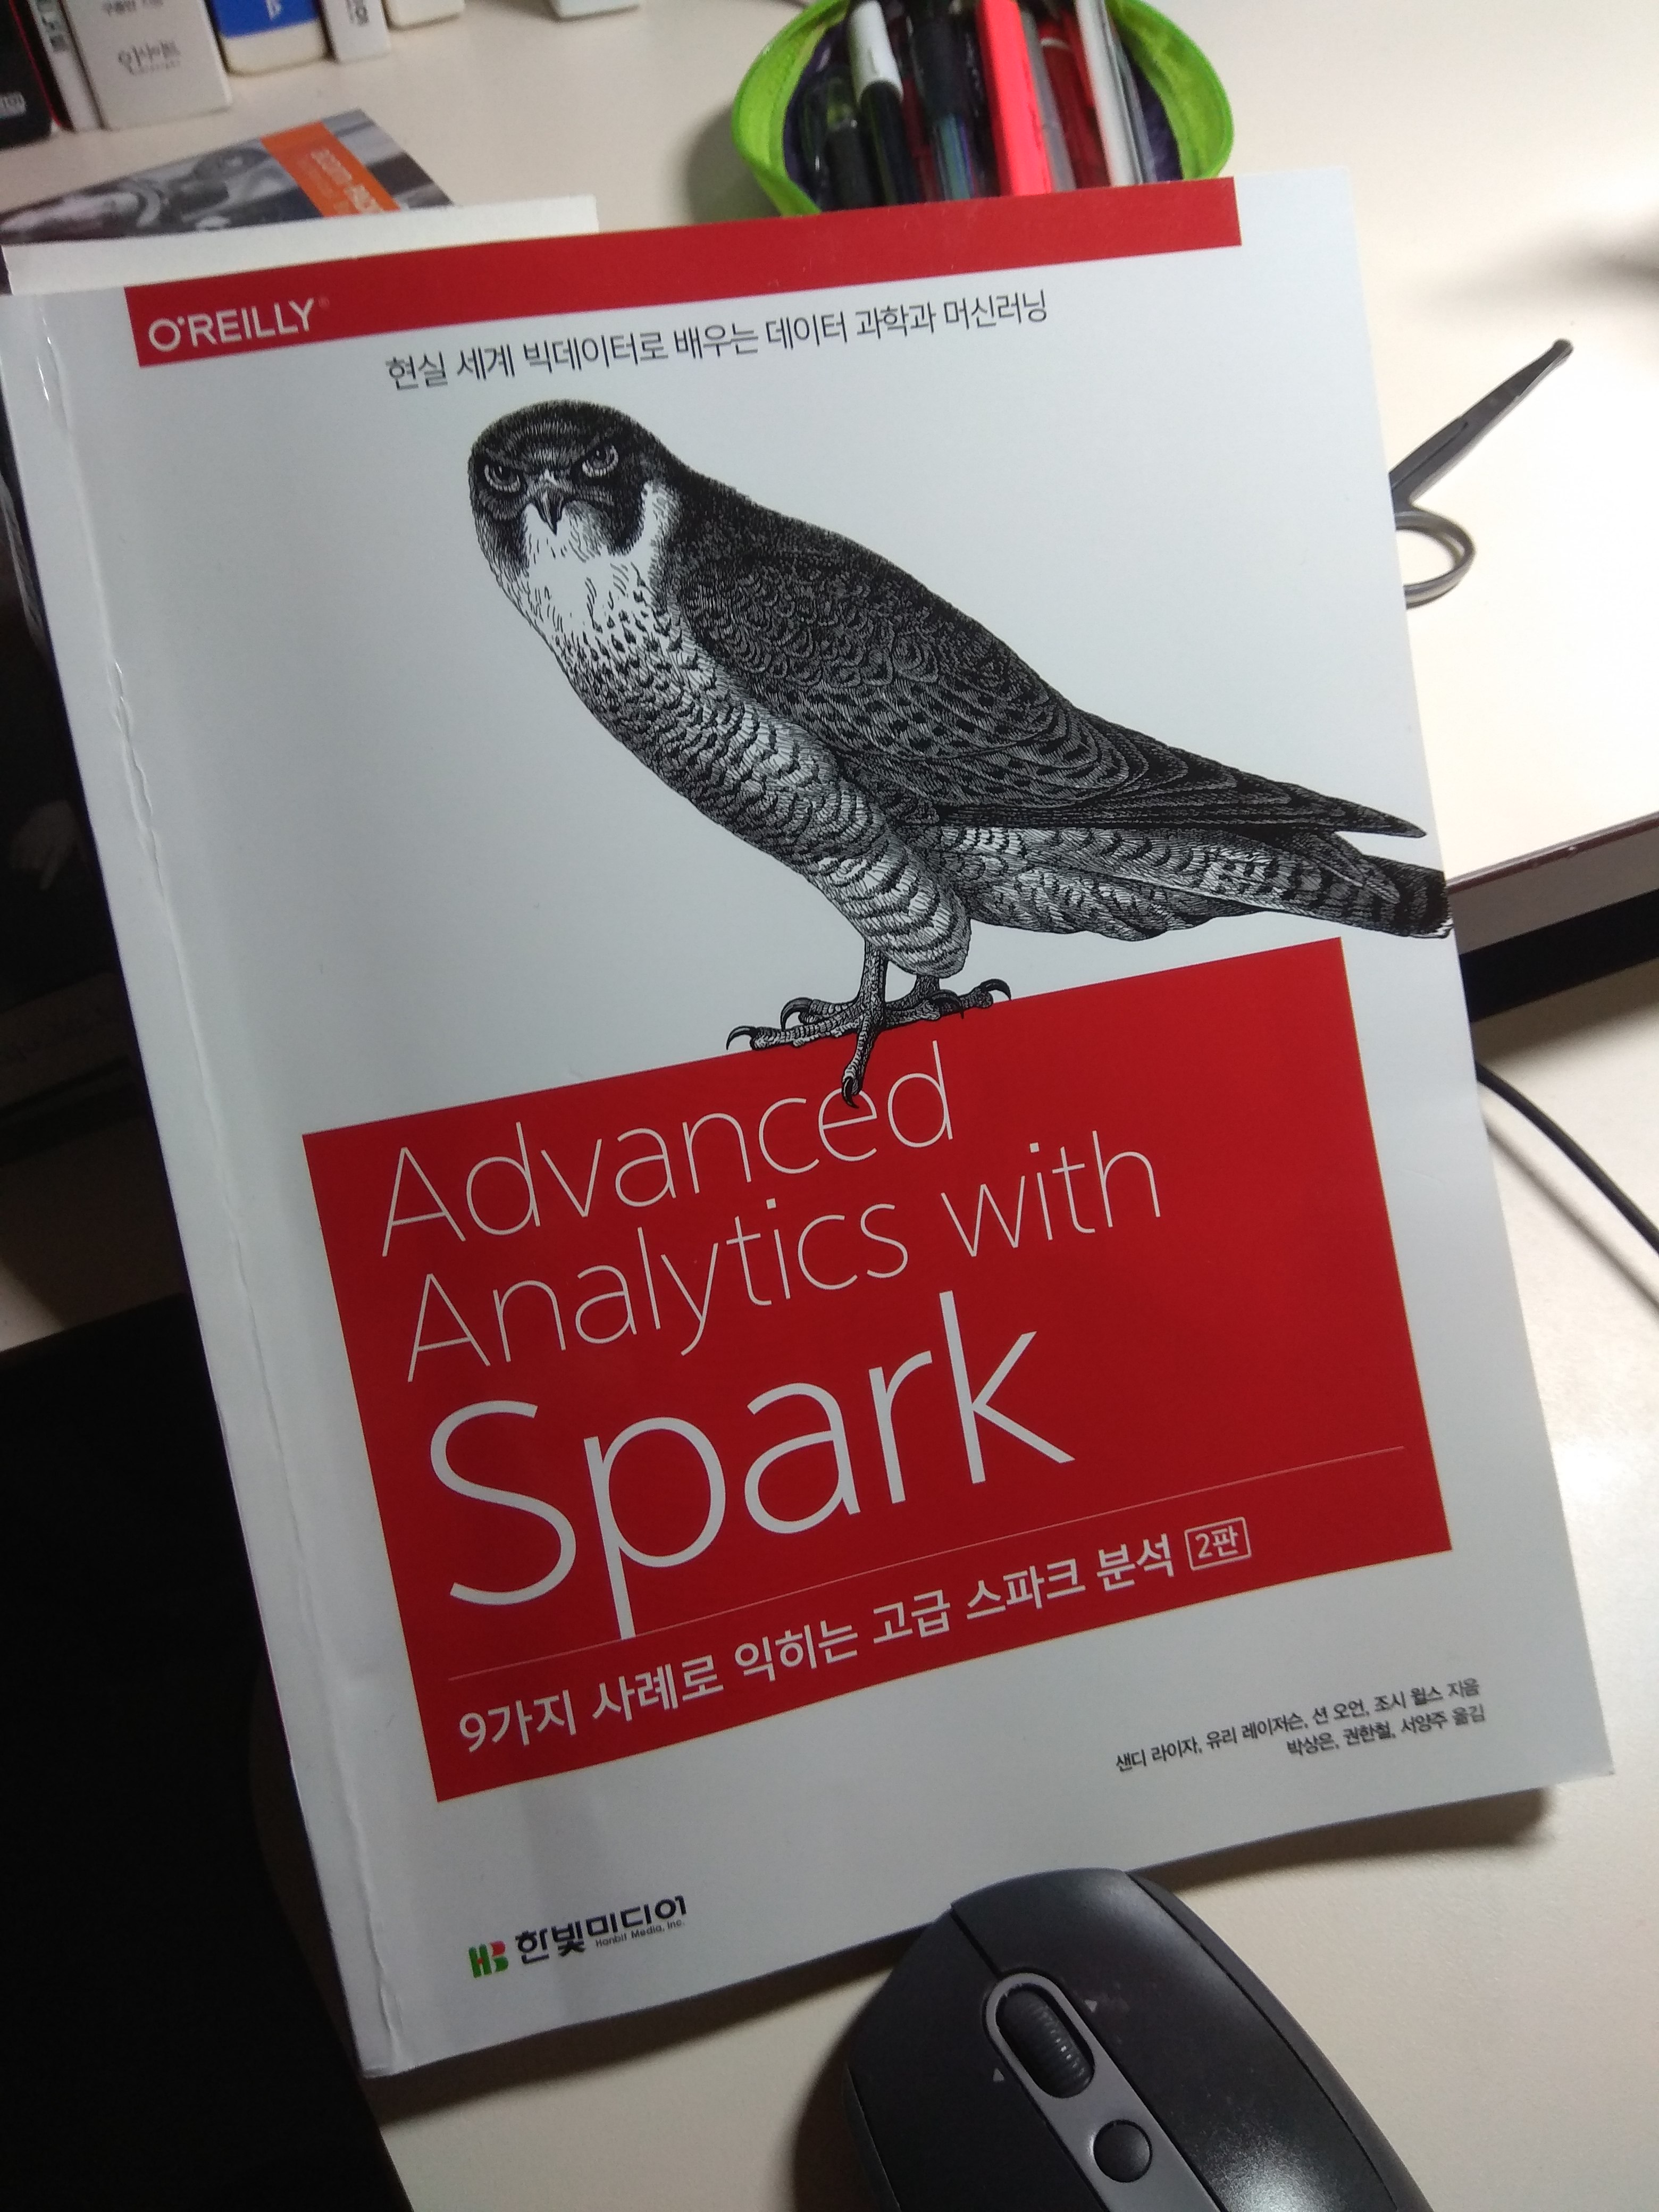 O'REILLY®
현실 세계 빅데이터로 배우는 데이터 과학과 머신러닝
Advanced
Analytics with
Spark
9가지 사례로 익히는 고급 스파크 분석 2판
샌디 라이자, 유리 레이저슨, 션 오언, 조시 윌스 지음
박상은, 권한철, 서양주 옮김
HB 한빛미디어
Hanbit Media, Inc.